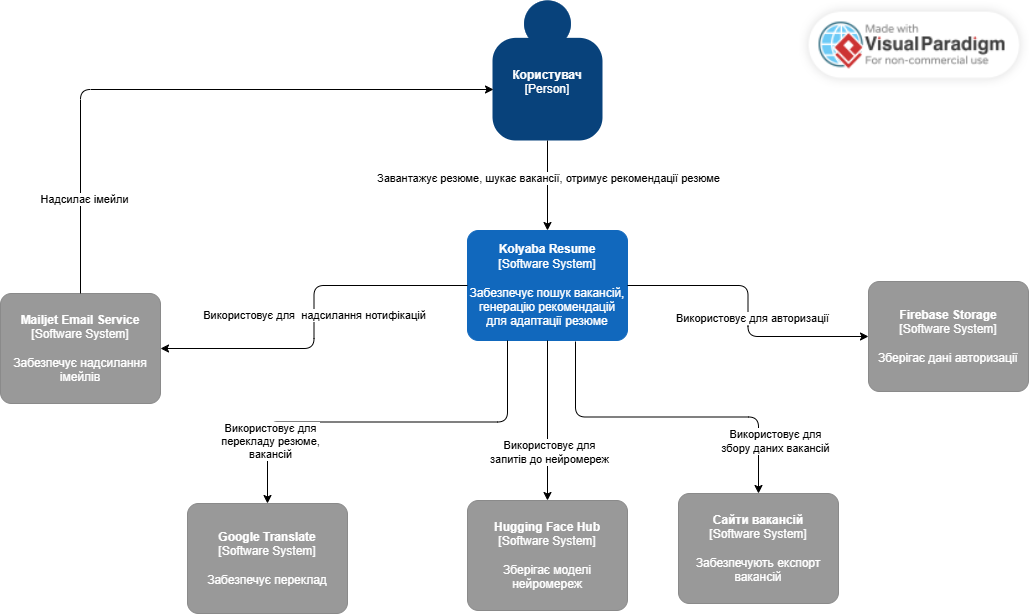 Made with
Visual Paradigm
For non-commercial use
Користувач
[Person]
Завантажує резюме, шукає вакансії, отримує рекомендації резюме
Надсилає імейли
Kolyaba Resume
[Software System]
Забезпечує пошук вакансій,
генерацію рекомендацій
для адаптації резюме
Mailjet Email Service
[Software System]
Забезпечує надсилання
імейлів
Використовує для надсилання нотифікацій
Використовує для авторизації
Firebase Storage
[Software System]
Зберігає дані авторизації
Використовує для
перекладу резюме,
вакансій
Використовує для
запитів до нейромереж
Використовує для
збору даних вакансій
Google Translate
[Software System]
Забезпечує переклад
Hugging Face Hub
[Software System]
Зберігає моделі
нейромереж
Сайти вакансій
[Software System]
Забезпечують експорт
вакансій